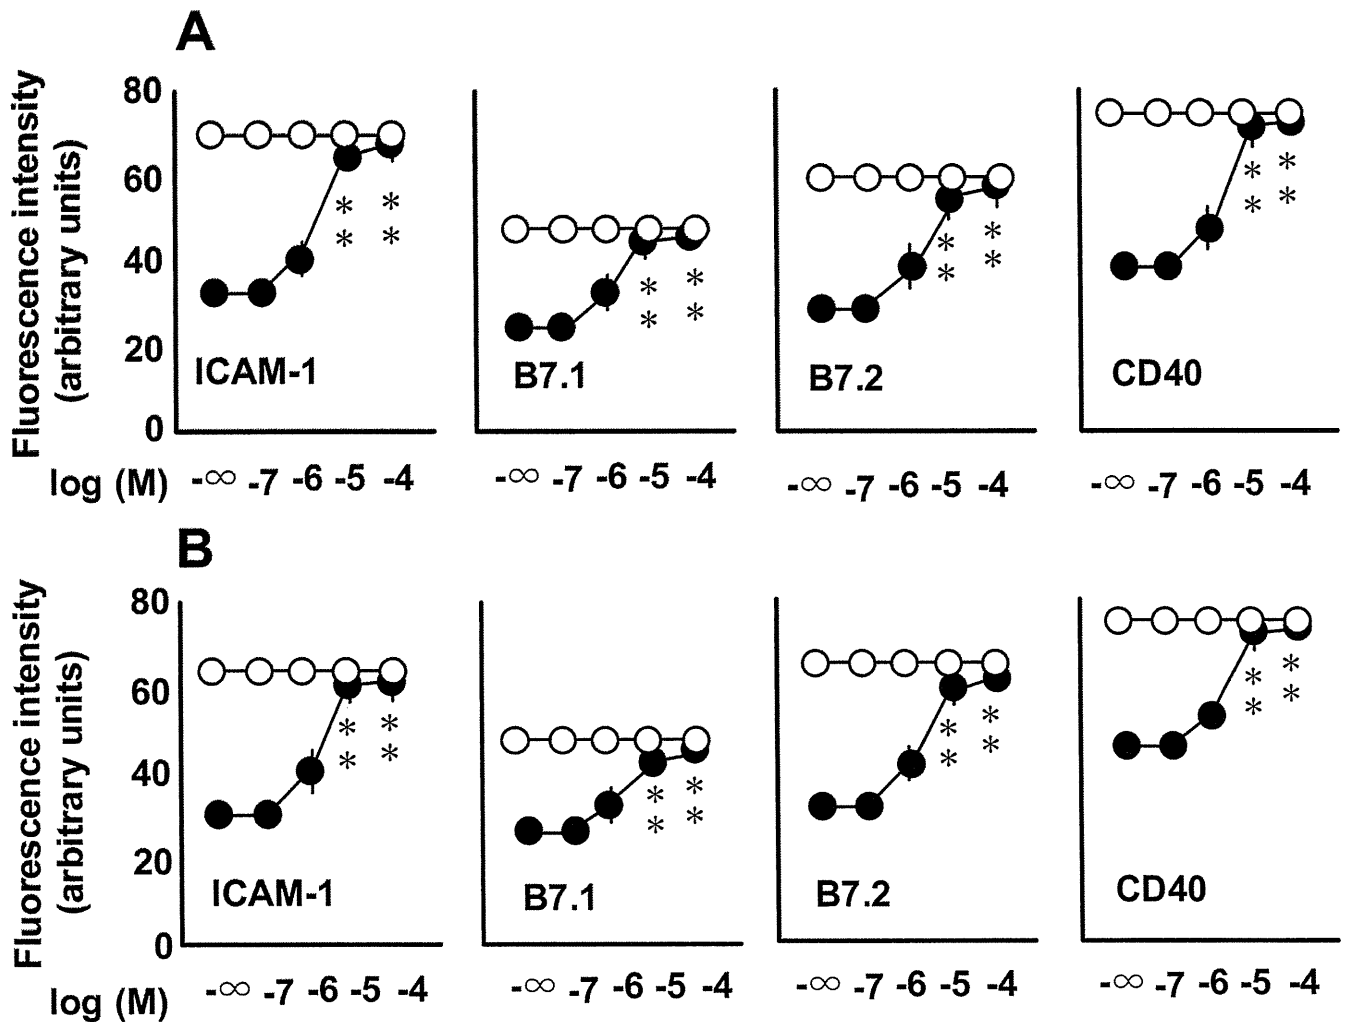 A
Fluorescence intensity
(arbitrary units)
80
60
40
20
0
ICAM-1
B7.1
B7.2
CD40
* * * * * * * *
* * * * * * * *
log (M) -∞ -7 -6 -5 -4 -∞ -7 -6 -5 -4 -∞ -7 -6 -5 -4 -∞ -7 -6 -5 -4
B
Fluorescence intensity
(arbitrary units)
80
60
40
20
0
ICAM-1
B7.1
B7.2
CD40
* * * * * * * *
* * * * * * * *
log (M) -∞ -7 -6 -5 -4 -∞ -7 -6 -5 -4 -∞ -7 -6 -5 -4 -∞ -7 -6 -5 -4